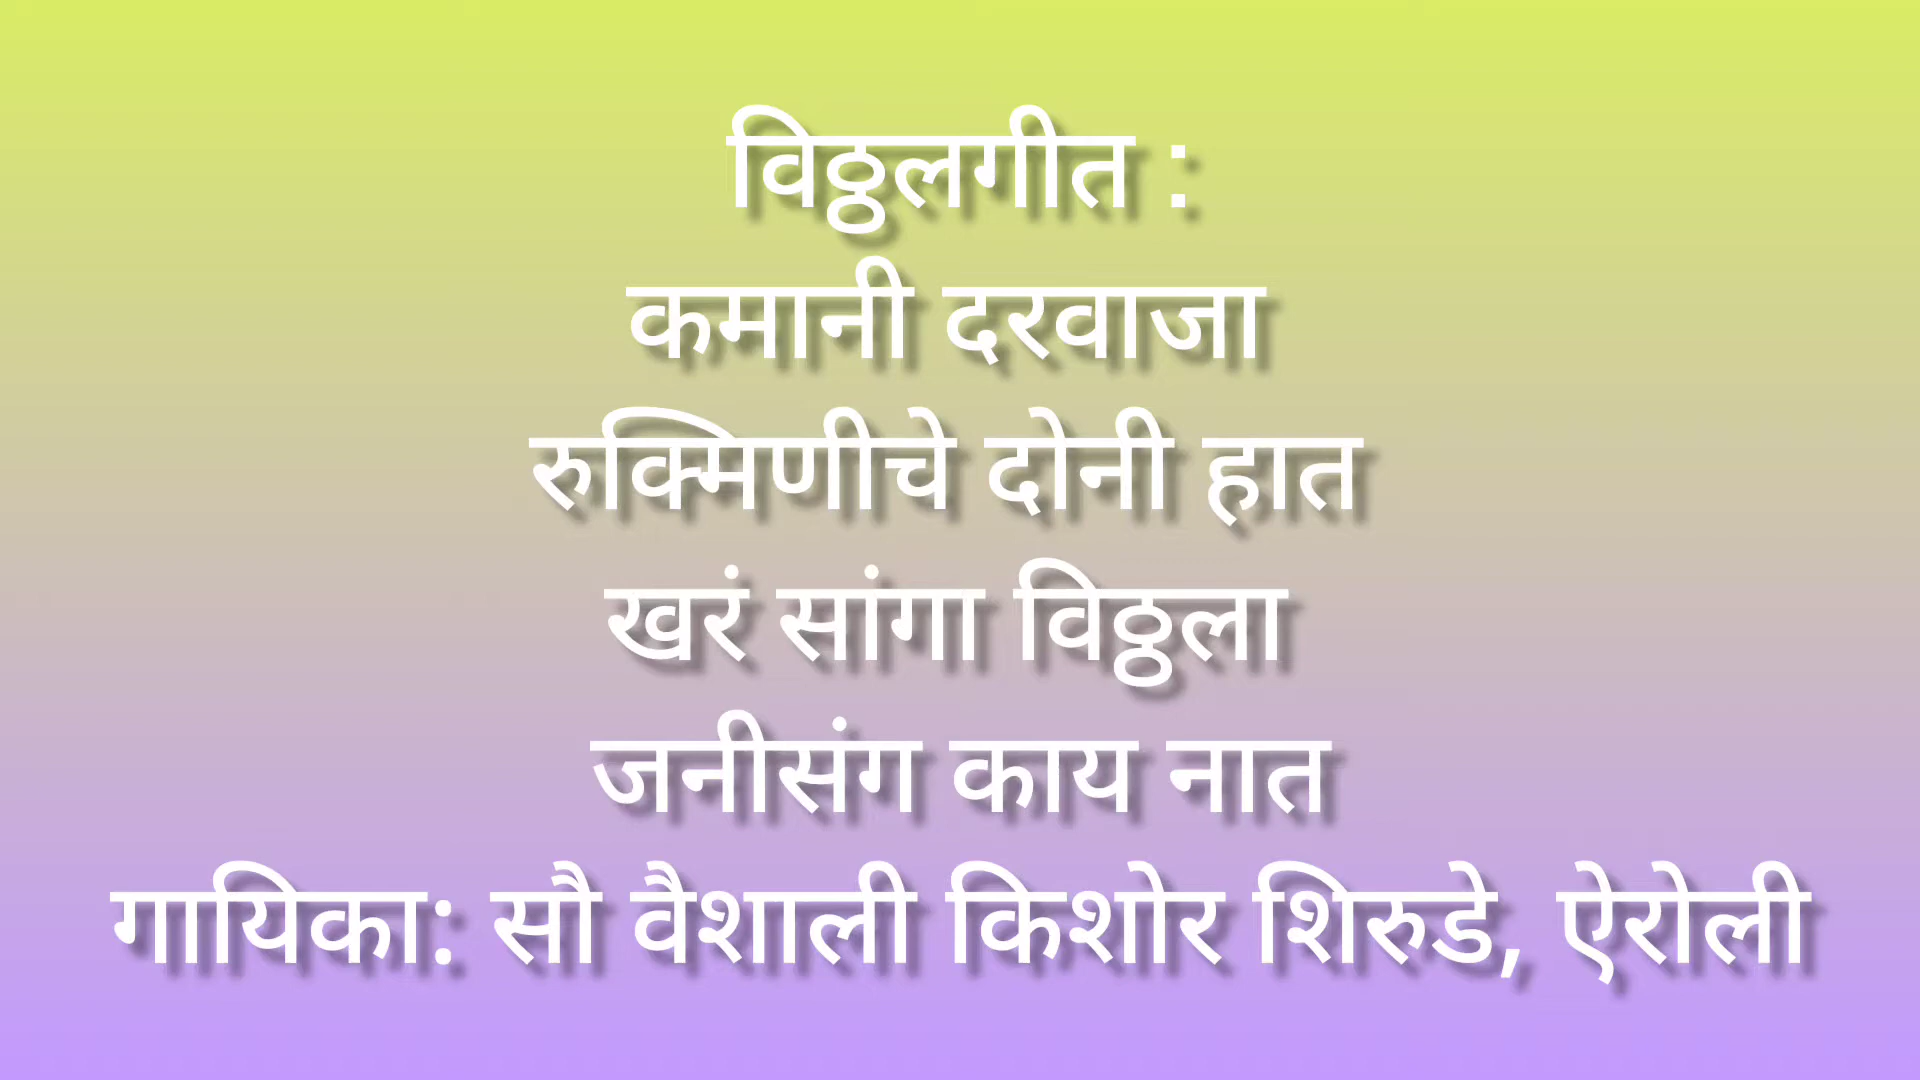 विठ्ठलगीत :
कमानी दरवाजा
रुक्मिणीचे दोनी हात
खरं सांगा विठ्ठला
जनीसंग काय नात
गायिका: सौ वैशाली किशोर शिरुडे, ऐरोली